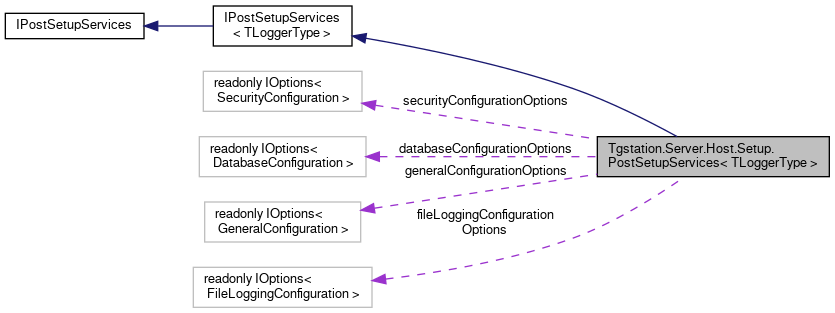 IPostSetupServices
IPostSetupServices
< TLoggerType >
readonly IOptions<
SecurityConfiguration >
securityConfigurationOptions
readonly IOptions<
DatabaseConfiguration >
databaseConfigurationOptions
Tgstation.Server.Host.Setup.
PostSetupServices< TLoggerType >
generalConfigurationOptions
readonly IOptions<
GeneralConfiguration >
fileLoggingConfiguration
Options
readonly IOptions<
FileLoggingConfiguration >